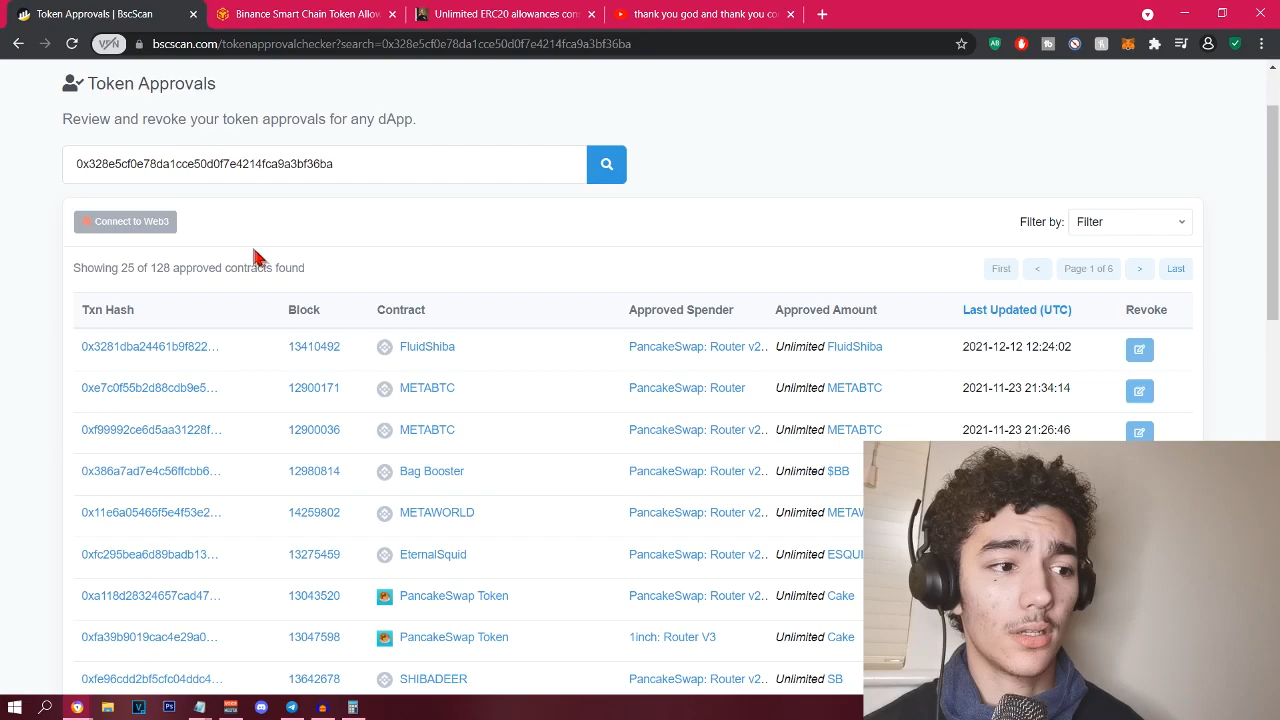 Token Approvals | BscScan
Binance Smart Chain Token Allow
Unlimited ERC20 allowances con
thank you god and thank you co
VPN
bscscan.com/tokenapprovalchecker?search=0x328e5cf0e78da1cce50d0f7e4214fca9a3bf36ba
Token Approvals
Review and revoke your token approvals for any dApp.
0x328e5cf0e78da1cce50d0f7e4214fca9a3bf36ba
Connect to Web3
Filter by: Filter
Showing 25 of 128 approved contracts found
First < Page 1 of 6 > Last
Txn Hash Block Contract Approved Spender Approved Amount Last Updated (UTC) Revoke
0x3281dba24461b9f822... 13410492 FluidShiba PancakeSwap: Router v2.. Unlimited FluidShiba 2021-12-12 12:24:02
0xe7c0f55b2d88cdb9e5... 12900171 METABTC PancakeSwap: Router Unlimited METABTC 2021-11-23 21:34:14
0xf99992ce6d5aa31228f... 12900036 METABTC PancakeSwap: Router v2.. Unlimited METABTC 2021-11-23 21:26:46
0x386a7ad7e4c56ffcbb6... 12980814 Bag Booster PancakeSwap: Router v2.. Unlimited $BB
0x11e6a05465f5e4f53e2... 14259802 METAWORLD PancakeSwap: Router v2.. Unlimited METAW
0xfc295bea6d89badb13... 13275459 EternalSquid PancakeSwap: Router v2.. Unlimited ESQUI
0xa118d28324657cad47... 13043520 PancakeSwap Token PancakeSwap: Router v2.. Unlimited Cake
0xfa39b9019cac4e29a0... 13047598 PancakeSwap Token 1inch: Router V3 Unlimited Cake
0xfe96cdd2bf5cfc04ddc4... 13642678 SHIBADEER PancakeSwap: Router v2.. Unlimited SB